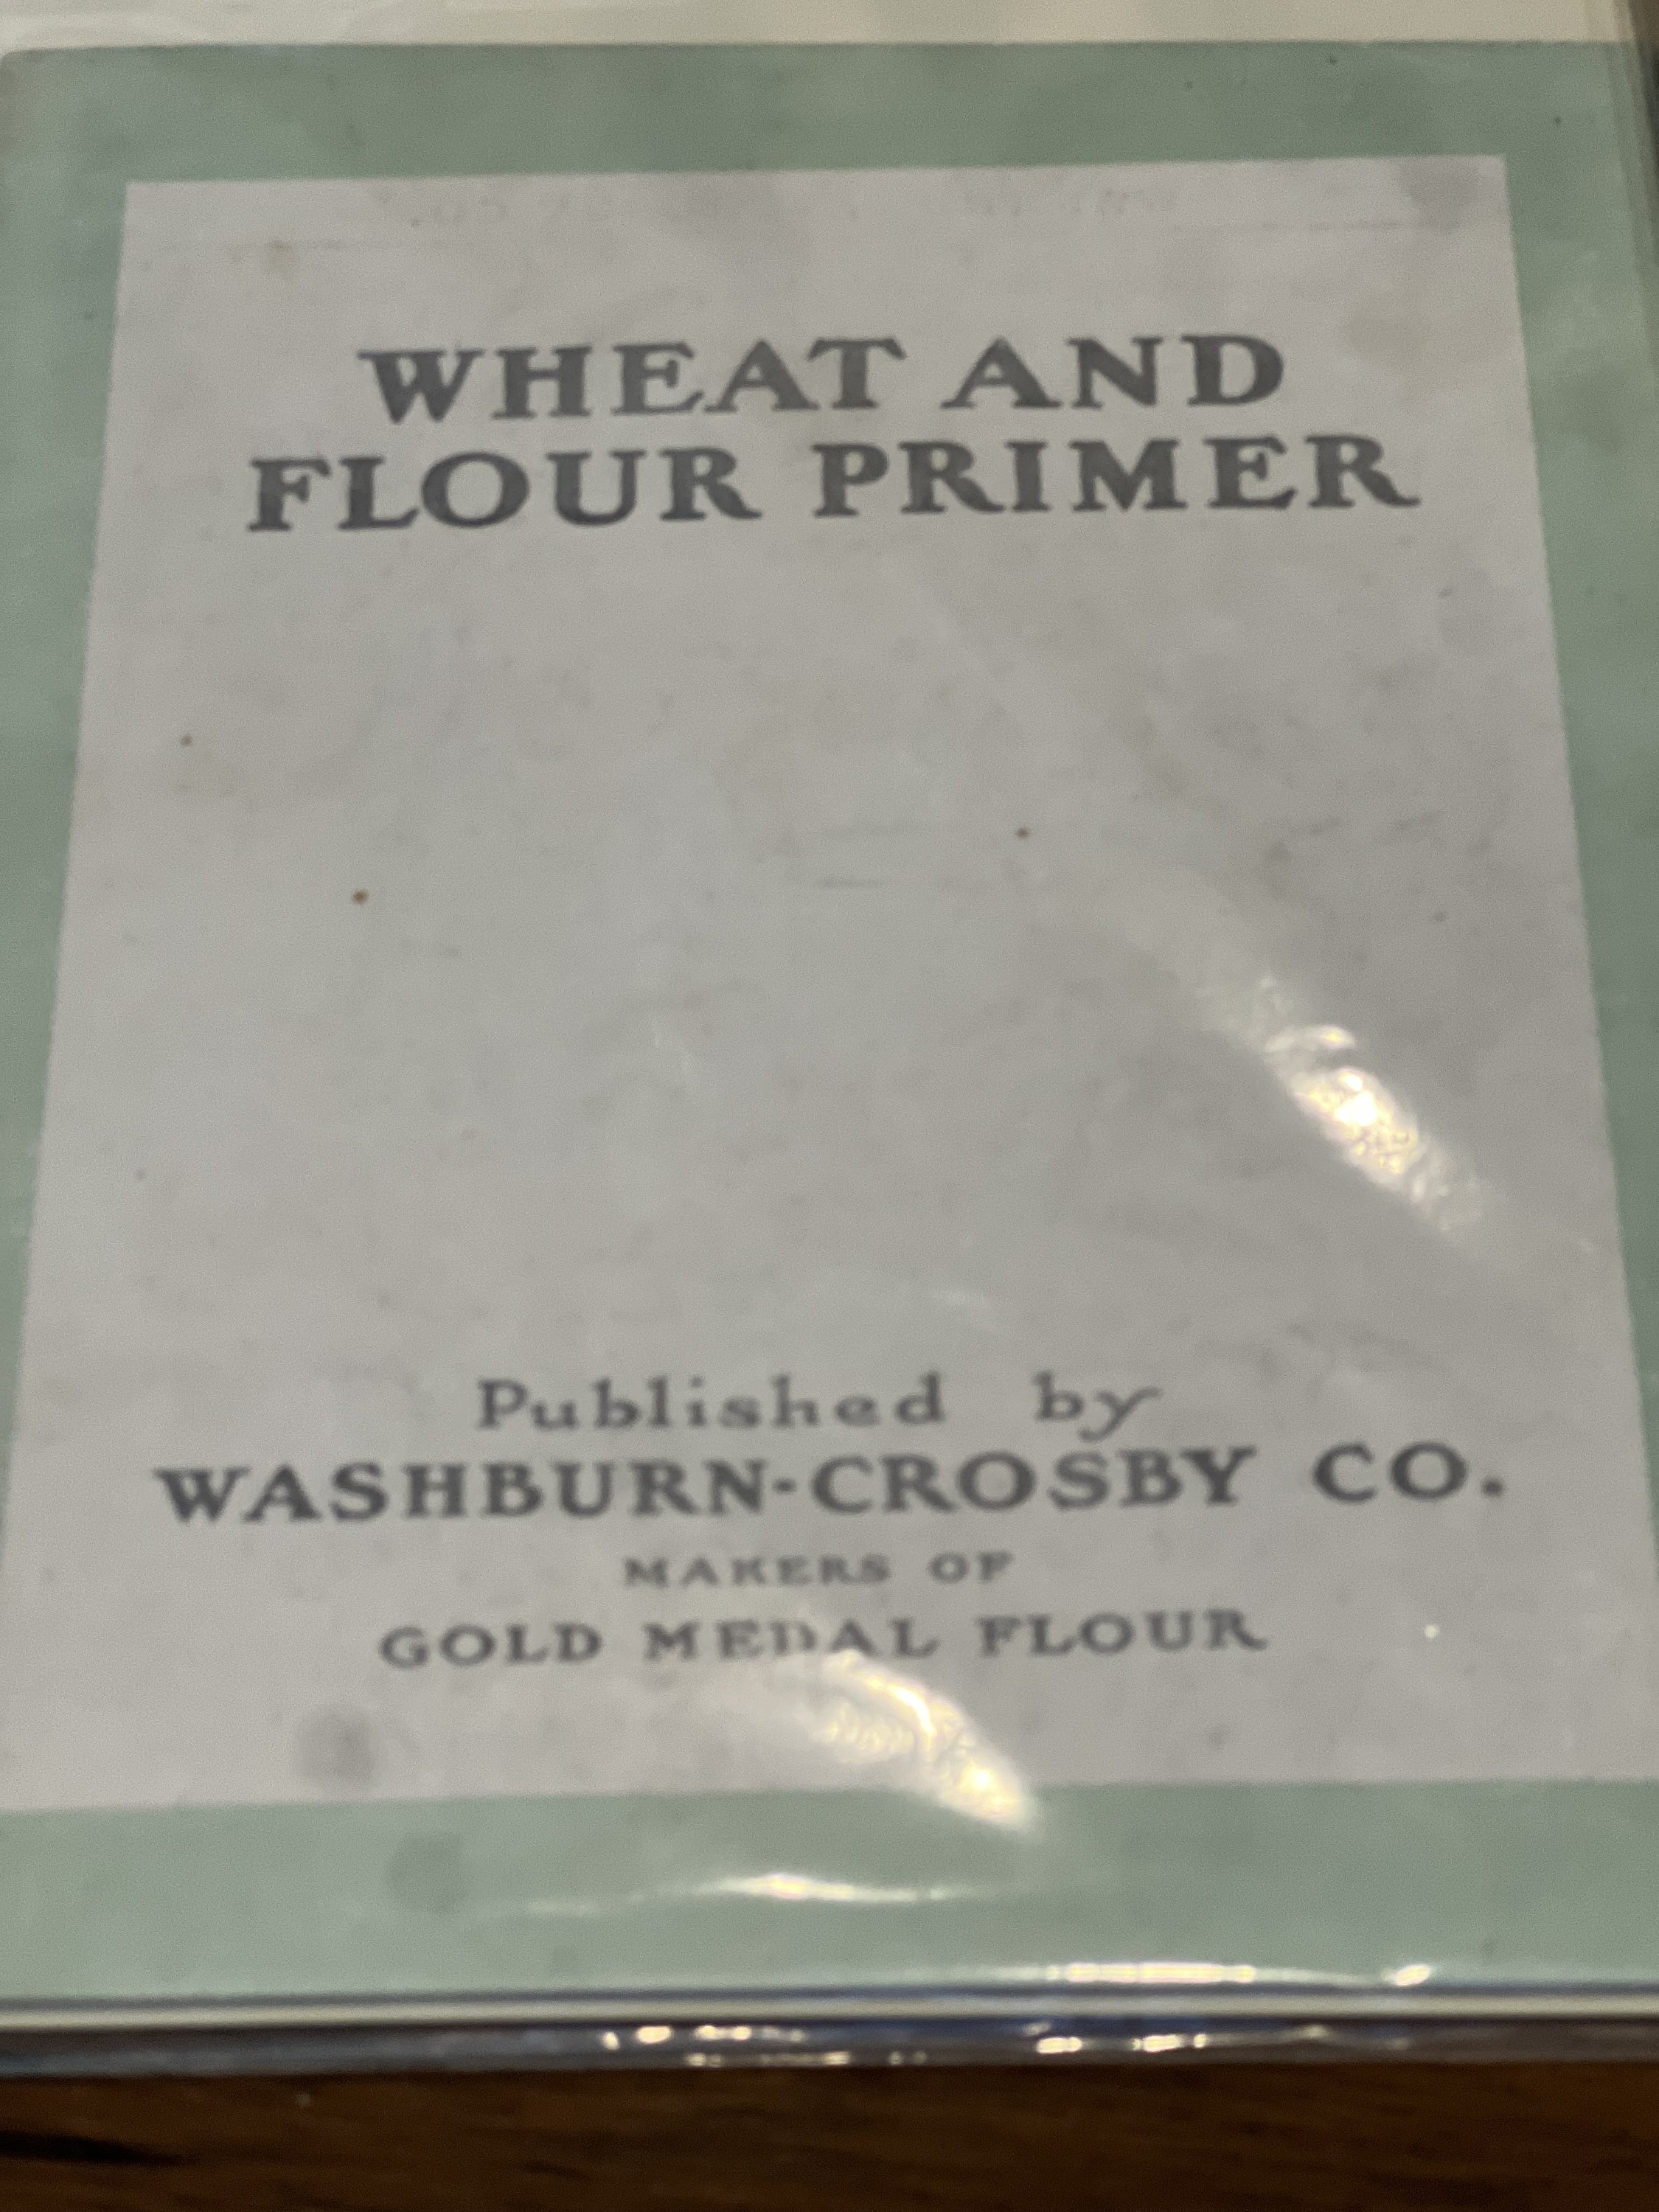 WHEAT AND
FLOUR PRIMER
Published by
WASHBURN-CROSBY CO.
MAKERS OF
GOLD MEDAL FLOUR